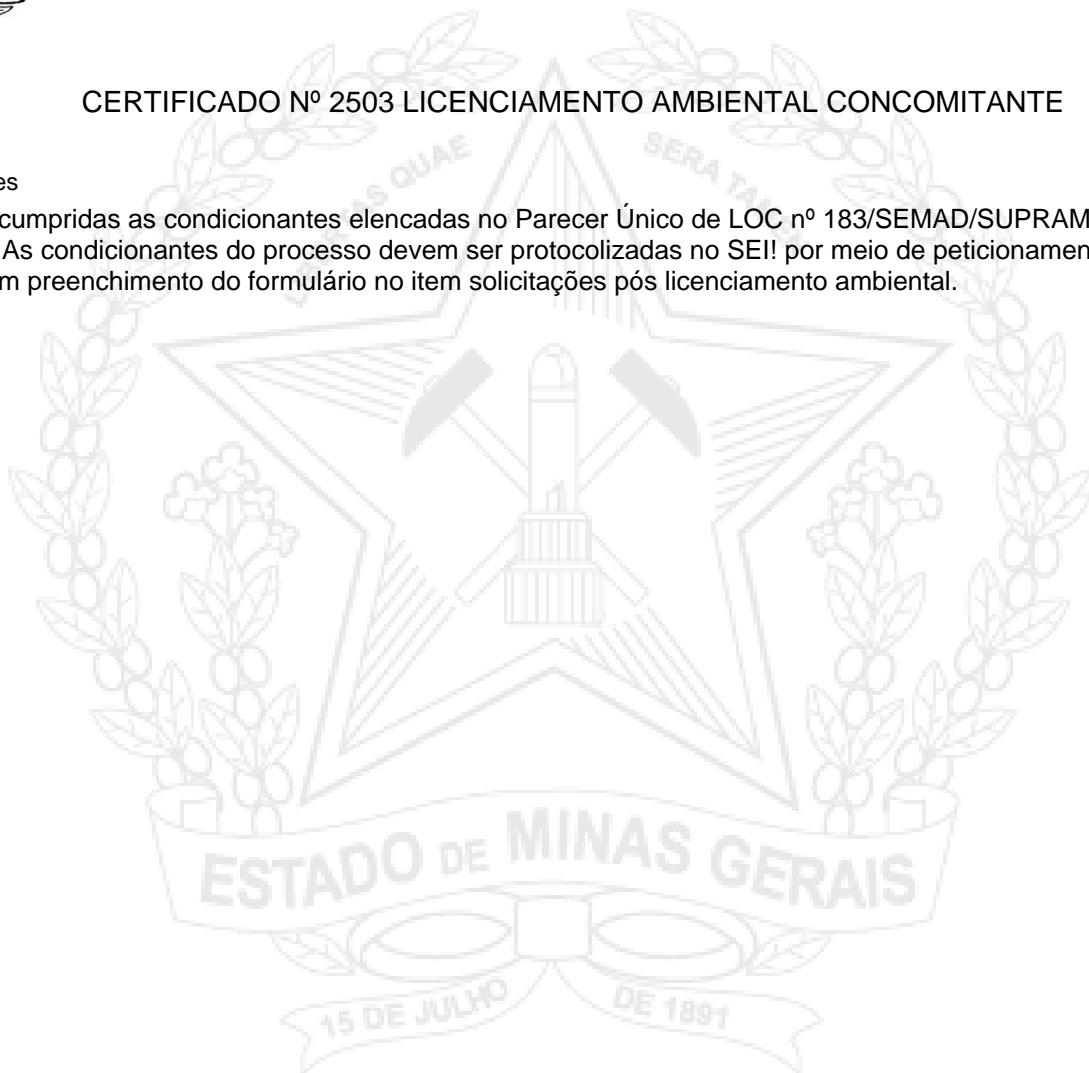 CERTIFICADO Nº 2503 LICENCIAMENTO AMBIENTAL CONCOMITANTE
es
cumpridas as condicionantes elencadas no Parecer Único de LOC nº 183/SEMAD/SUPRAM
As condicionantes do processo devem ser protocolizadas no SEI! por meio de peticionamen
m preenchimento do formulário no item solicitações pós licenciamento ambiental.
QUAE
SERA
ESTADO DE MINAS GERAIS
15 DE JULHO DE 1891